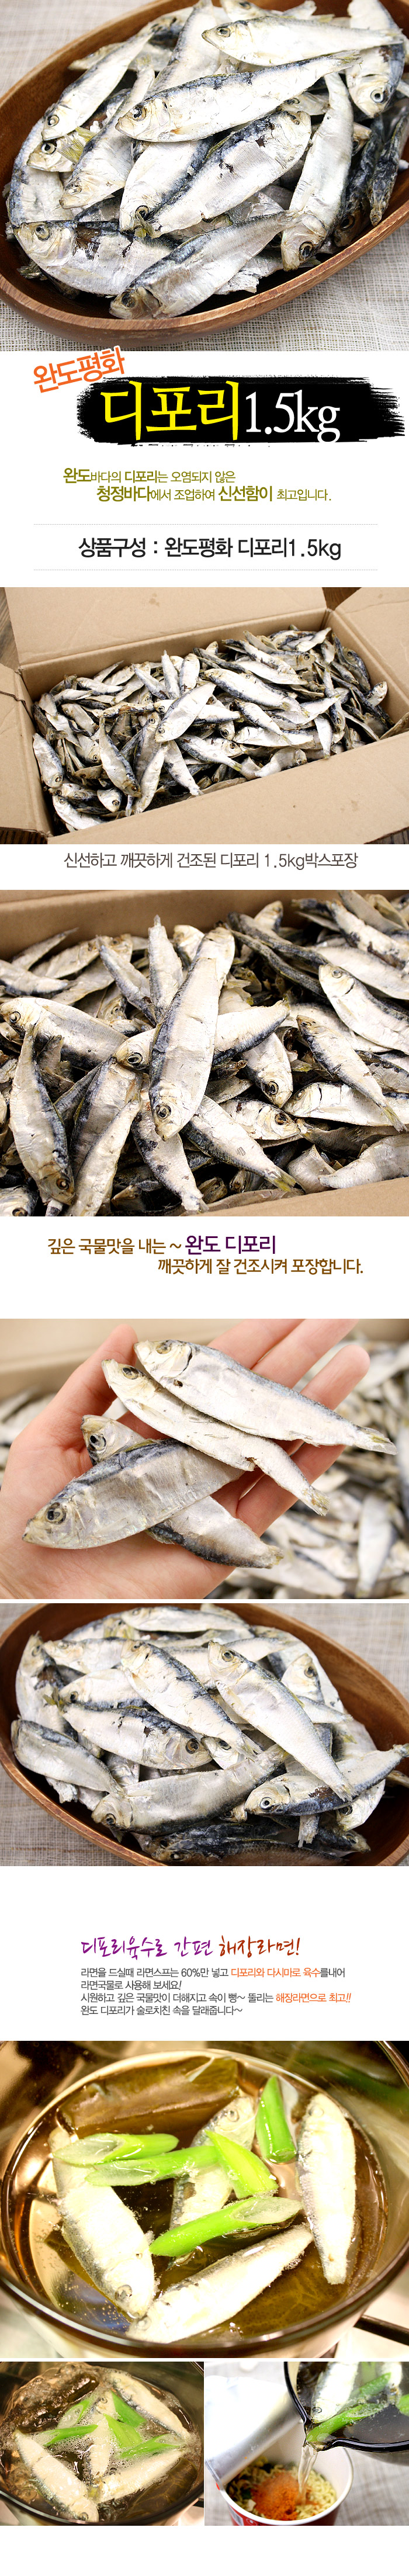 완도평화
디포리1.5kg
완도바다의 디포리는 오염되지 않은
청정바다에서 조업하여 신선함이 최고입니다.
상품구성 : 완도평화 디포리1.5kg
신선하고 깨끗하게 건조된 디포리 1.5kg박스포장
깊은 국물맛을 내는 ~ 완도 디포리
깨끗하게 잘 건조시켜 포장합니다.
디포리육수로 간편 해장라면!
라면을 드실때 라면스프는 60%만 넣고 디포리와 다시마로 육수를내어
라면국물로 사용해 보세요!
시원하고 깊은 국물맛이 더해지고 속이 뻥~ 뚤리는 해장라면으로 최고!!
완도 디포리가 술로치친 속을 달래줍니다~